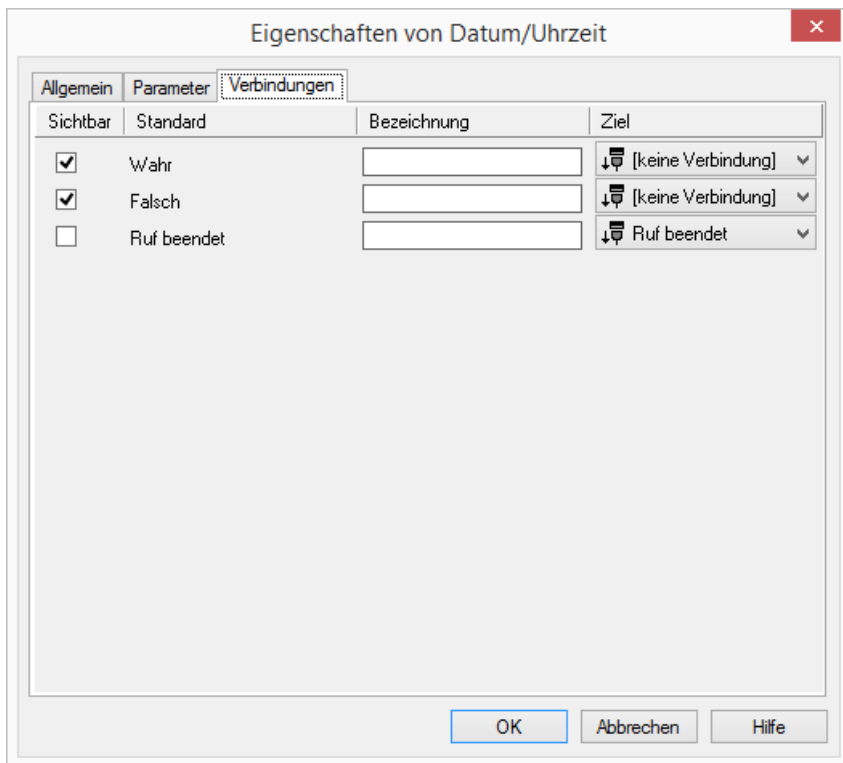 Eigenschaften von Datum/Uhrzeit
Allgemein Parameter Verbindungen
Sichtbar Standard Bezeichnung Ziel
Wahr [keine Verbindung]
Falsch [keine Verbindung]
Ruf beendet Ruf beendet
OK Abbrechen Hilfe